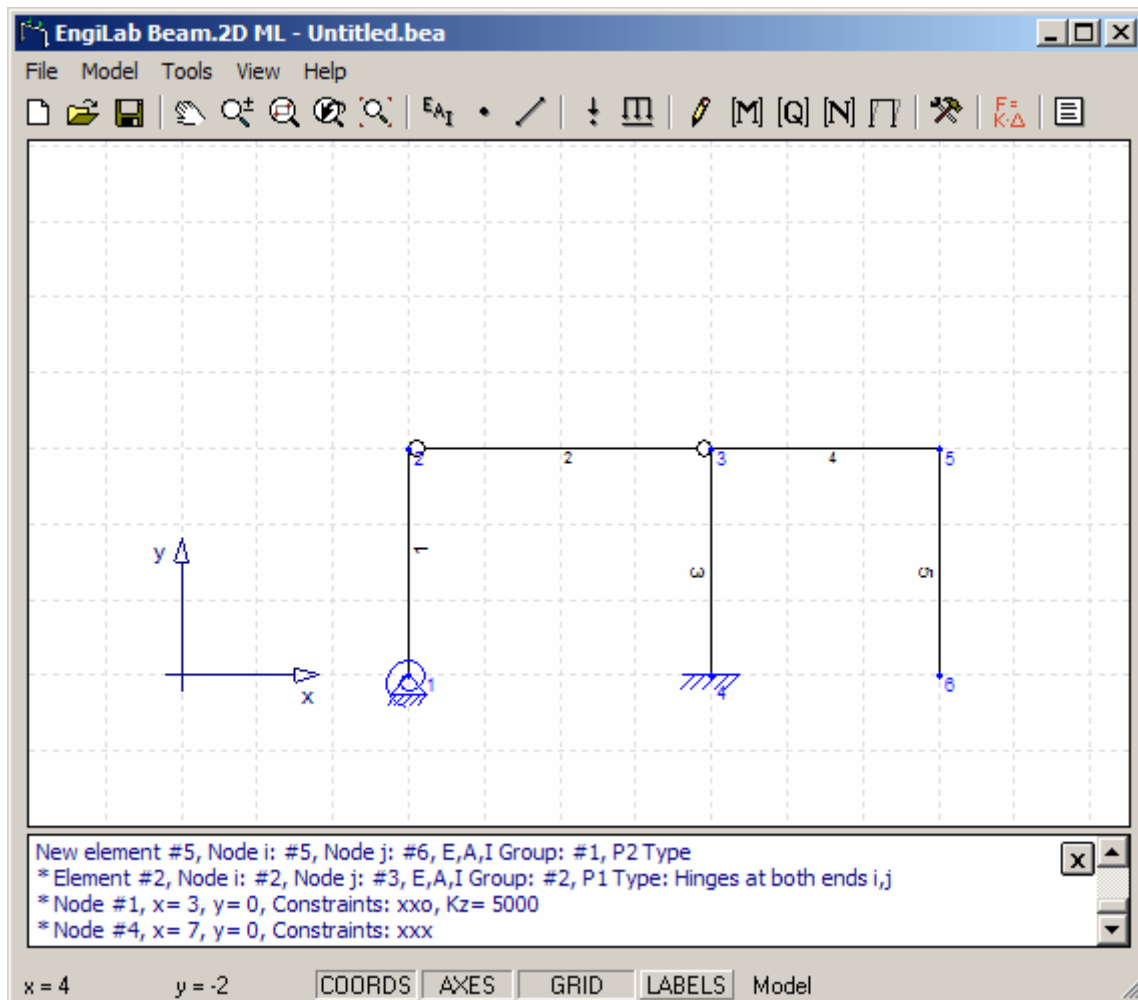 EngiLab Beam.2D ML - Untitled.bea
File Model Tools View Help
EAI [M] [Q] [N] F= K·Δ
2 2 3 4 5
y 1 3 5
x 1 4 6
New element #5, Node i: #5, Node j: #6, E,A,I Group: #1, P2 Type
* Element #2, Node i: #2, Node j: #3, E,A,I Group: #2, P1 Type: Hinges at both ends i,j
* Node #1, x= 3, y= 0, Constraints: xxo, Kz= 5000
* Node #4, x= 7, y= 0, Constraints: xxx
x
x = 4 y = -2 COORDS AXES GRID LABELS Model